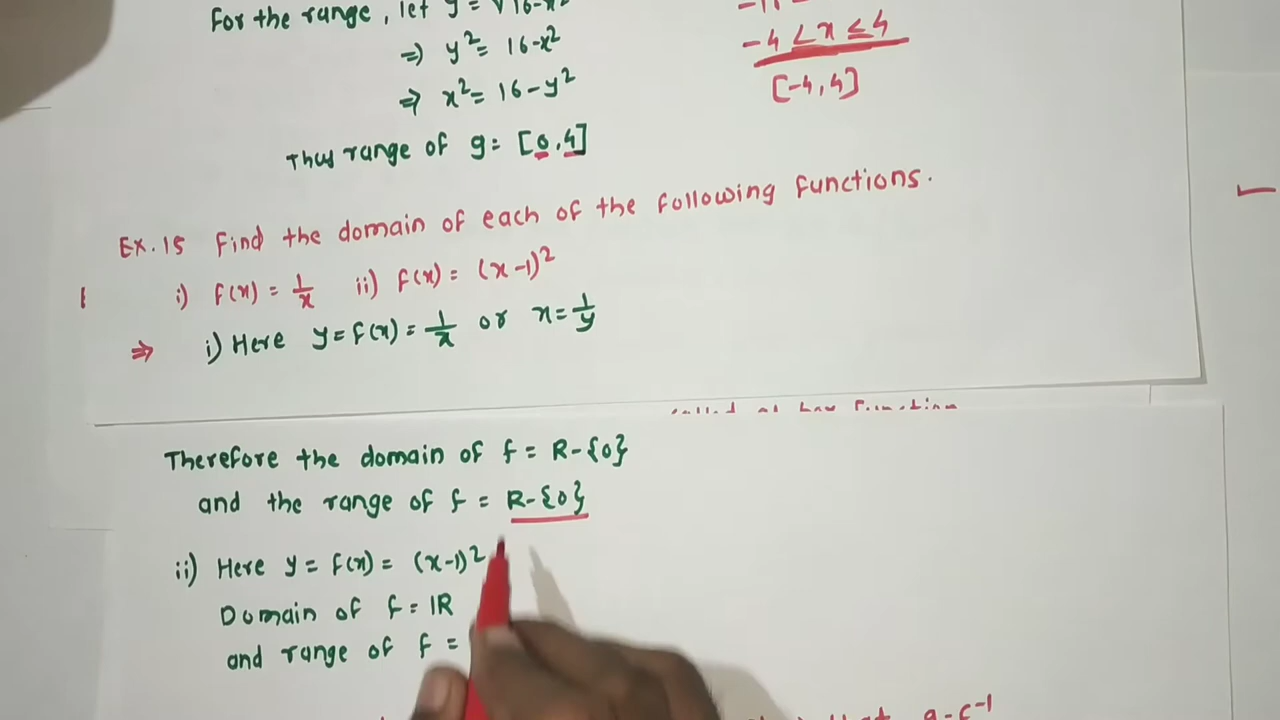 For the range, let y = √16-x²
⇒ y² = 16-x²
⇒ x² = 16-y²
Thus range of g = [0,4]
-4 < x ≤ 4
[-4,4]
Ex. 15 Find the domain of each of the following functions.
i) f(x) = 1/x ii) f(x) = (x-1)²
⇒ i) Here y = f(x) = 1/x or x = 1/y
Therefore the domain of f = R-{0}
and the range of f = R-{0}
ii) Here y = f(x) = (x-1)²
Domain of f = IR
and range of f =